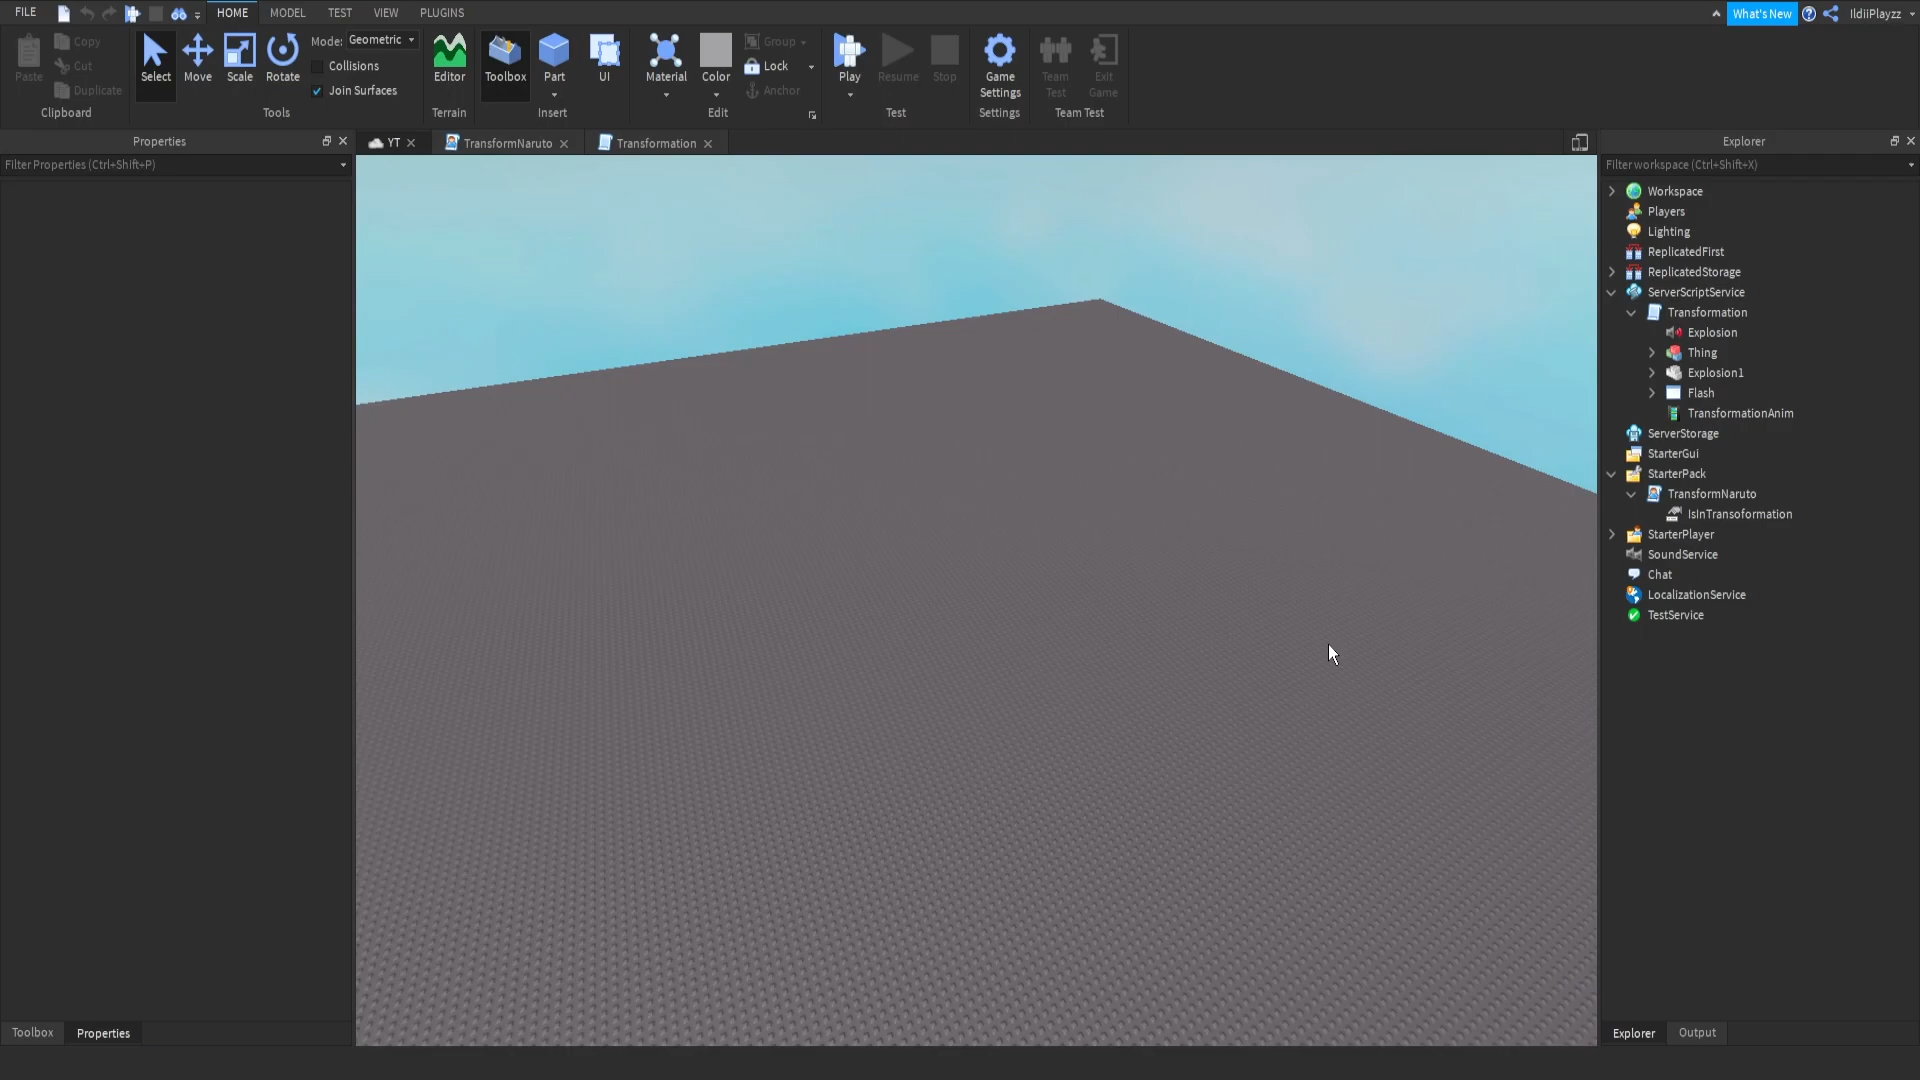 FILE HOME MODEL TEST VIEW PLUGINS What's New IldiiPlayzz
Paste Copy Cut Duplicate
Clipboard
Select Move Scale Rotate Mode: Geometric
Collisions
Join Surfaces
Tools
Editor
Terrain
Toolbox Part UI
Insert
Material Color Group Lock Anchor
Edit
Play Resume Stop
Test
Game Settings
Settings
Team Test Exit Game
Team Test
Properties
Filter Properties (Ctrl+Shift+P)
YT TransformNaruto Transformation
Explorer
Filter workspace (Ctrl+Shift+X)
Workspace
Players
Lighting
ReplicatedFirst
ReplicatedStorage
ServerScriptService
Transformation
Explosion
Thing
Explosion1
Flash
TransformationAnim
ServerStorage
StarterGui
StarterPack
TransformNaruto
IsInTransoformation
StarterPlayer
SoundService
Chat
LocalizationService
TestService
Toolbox Properties
Explorer Output